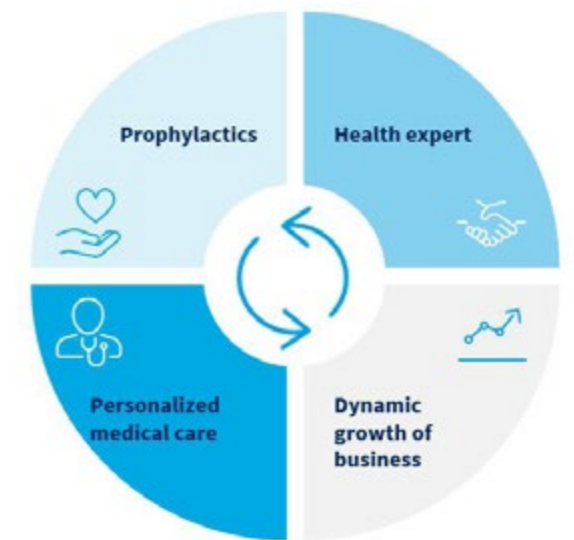 Prophylactics
Health expert
Personalized
medical care
Dynamic
growth of
business